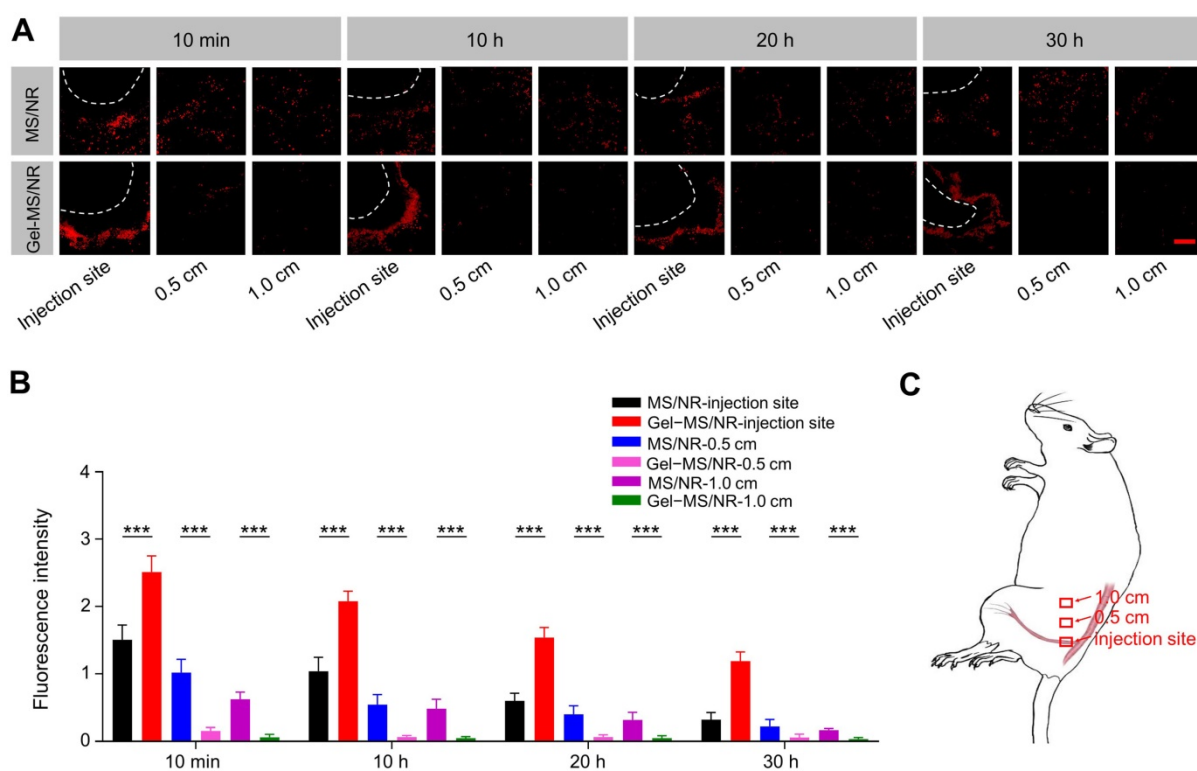 A
10 min 10 h 20 h 30 h
MS/NR
Gel-MS/NR
Injection site 0.5 cm 1.0 cm Injection site 0.5 cm 1.0 cm Injection site 0.5 cm 1.0 cm Injection site 0.5 cm 1.0 cm
B
MS/NR-injection site
Gel−MS/NR-injection site
MS/NR-0.5 cm
Gel−MS/NR-0.5 cm
MS/NR-1.0 cm
Gel−MS/NR-1.0 cm
Fluorescence intensity
4
3
2
1
0
*** *** *** *** *** *** *** *** *** *** *** ***
10 min 10 h 20 h 30 h
C
1.0 cm
0.5 cm
injection site